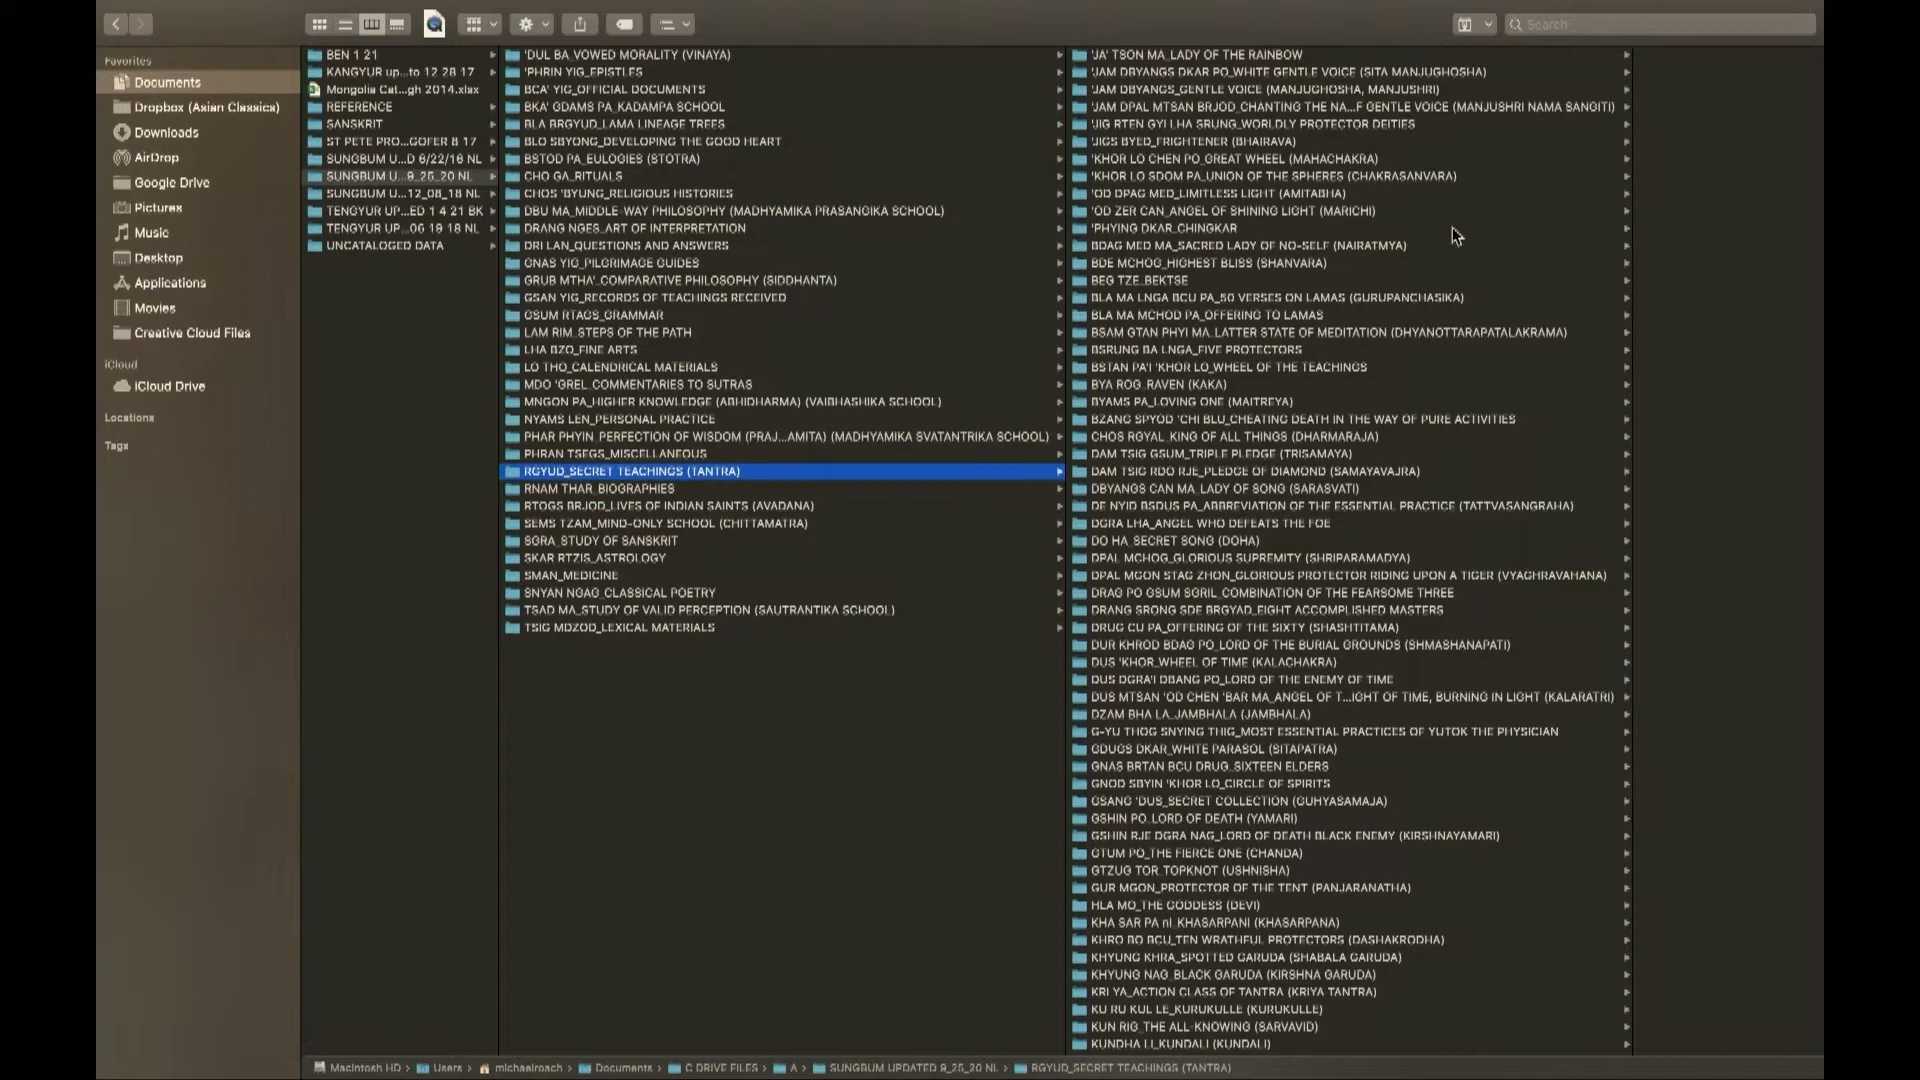 Search
Favorites
Documents
Dropbox (Asian Classics)
Downloads
AirDrop
Google Drive
Pictures
Music
Desktop
Applications
Movies
Creative Cloud Files
iCloud
iCloud Drive
Locations
Tags
BEN 1 21
KANGYUR up...to 12 28 17
Mongolia Cat...gh 2014.xlsx
REFERENCE
SANSKRIT
ST PETE PRO...GOFER 8 17
SUNGBUM U...D 6/22/16 NL
SUNGBUM U...9_25_20 NL
SUNGBUM U...12_08_18 NL
TENGYUR UP...ED 1 4 21 BK
TENGYUR UP...06 18 18 NL
UNCATALOGED DATA
'DUL BA_VOWED MORALITY (VINAYA)
'PHRIN YIG_EPISTLES
BCA' YIG_OFFICIAL DOCUMENTS
BKA' GDAMS PA_KADAMPA SCHOOL
BLA BRGYUD_LAMA LINEAGE TREES
BLO SBYONG_DEVELOPING THE GOOD HEART
BSTOD PA_EULOGIES (STOTRA)
CHO GA_RITUALS
CHOS 'BYUNG_RELIGIOUS HISTORIES
DBU MA_MIDDLE-WAY PHILOSOPHY (MADHYAMIKA PRASANGIKA SCHOOL)
DRANG NGES_ART OF INTERPRETATION
DRI LAN_QUESTIONS AND ANSWERS
GNAS YIG_PILGRIMAGE GUIDES
GRUB MTHA'_COMPARATIVE PHILOSOPHY (SIDDHANTA)
GSAN YIG_RECORDS OF TEACHINGS RECEIVED
GSUM RTAGS_GRAMMAR
LAM RIM_STEPS OF THE PATH
LHA BZO_FINE ARTS
LO THO_CALENDRICAL MATERIALS
MDO 'GREL_COMMENTARIES TO SUTRAS
MNGON PA_HIGHER KNOWLEDGE (ABHIDHARMA) (VAIBHASHIKA SCHOOL)
NYAMS LEN_PERSONAL PRACTICE
PHAR PHYIN_PERFECTION OF WISDOM (PRAJ...AMITA) (MADHYAMIKA SVATANTRIKA SCHOOL)
PHRAN TSEGS_MISCELLANEOUS
RGYUD_SECRET TEACHINGS (TANTRA)
RNAM THAR_BIOGRAPHIES
RTOGS BRJOD_LIVES OF INDIAN SAINTS (AVADANA)
SEMS TZAM_MIND-ONLY SCHOOL (CHITTAMATRA)
SGRA_STUDY OF SANSKRIT
SKAR RTZIS_ASTROLOGY
SMAN_MEDICINE
SNYAN NGAG_CLASSICAL POETRY
TSAD MA_STUDY OF VALID PERCEPTION (SAUTRANTIKA SCHOOL)
TSIG MDZOD_LEXICAL MATERIALS
'JA' TSON MA_LADY OF THE RAINBOW
'JAM DBYANGS DKAR PO_WHITE GENTLE VOICE (SITA MANJUGHOSHA)
'JAM DBYANGS_GENTLE VOICE (MANJUGHOSHA, MANJUSHRI)
'JAM DPAL MTSAN BRJOD_CHANTING THE NA...F GENTLE VOICE (MANJUSHRI NAMA SANGITI)
'JIG RTEN GYI LHA SRUNG_WORLDLY PROTECTOR DEITIES
'JIGS BYED_FRIGHTENER (BHAIRAVA)
'KHOR LO CHEN PO_GREAT WHEEL (MAHACHAKRA)
'KHOR LO SDOM PA_UNION OF THE SPHERES (CHAKRASANVARA)
'OD DPAG MED_LIMITLESS LIGHT (AMITABHA)
'OD ZER CAN_ANGEL OF SHINING LIGHT (MARICHI)
'PHYING DKAR_CHINGKAR
BDAG MED MA_SACRED LADY OF NO-SELF (NAIRATMYA)
BDE MCHOG_HIGHEST BLISS (SHANVARA)
BEG TZE_BEKTSE
BLA MA LNGA BCU PA_50 VERSES ON LAMAS (GURUPANCHASIKA)
BLA MA MCHOD PA_OFFERING TO LAMAS
BSAM GTAN PHYI MA_LATTER STATE OF MEDITATION (DHYANOTTARAPATALAKRAMA)
BSRUNG BA LNGA_FIVE PROTECTORS
BSTAN PA'I 'KHOR LO_WHEEL OF THE TEACHINGS
BYA ROG_RAVEN (KAKA)
BYAMS PA_LOVING ONE (MAITREYA)
BZANG SPYOD 'CHI BLU_CHEATING DEATH IN THE WAY OF PURE ACTIVITIES
CHOS RGYAL_KING OF ALL THINGS (DHARMARAJA)
DAM TSIG GSUM_TRIPLE PLEDGE (TRISAMAYA)
DAM TSIG RDO RJE_PLEDGE OF DIAMOND (SAMAYAVAJRA)
DBYANGS CAN MA_LADY OF SONG (SARASVATI)
DE NYID BSDUS PA_ABBREVIATION OF THE ESSENTIAL PRACTICE (TATTVASANGRAHA)
DGRA LHA_ANGEL WHO DEFEATS THE FOE
DO HA_SECRET SONG (DOHA)
DPAL MCHOG_GLORIOUS SUPREMITY (SHRIPARAMADYA)
DPAL MGON STAG ZHON_GLORIOUS PROTECTOR RIDING UPON A TIGER (VYAGHRAVAHANA)
DRAG PO GSUM SGRIL_COMBINATION OF THE FEARSOME THREE
DRANG SRONG SDE BRGYAD_EIGHT ACCOMPLISHED MASTERS
DRUG CU PA_OFFERING OF THE SIXTY (SHASHTITAMA)
DUR KHROD BDAG PO_LORD OF THE BURIAL GROUNDS (SHMASHANAPATI)
DUS 'KHOR_WHEEL OF TIME (KALACHAKRA)
DUS DGRA'I DBANG PO_LORD OF THE ENEMY OF TIME
DUS MTSAN 'OD CHEN 'BAR MA_ANGEL OF T...IGHT OF TIME, BURNING IN LIGHT (KALARATRI)
DZAM BHA LA_JAMBHALA (JAMBHALA)
G-YU THOG SNYING THIG_MOST ESSENTIAL PRACTICES OF YUTOK THE PHYSICIAN
GDUGS DKAR_WHITE PARASOL (SITAPATRA)
GNAS BRTAN BCU DRUG_SIXTEEN ELDERS
GNOD SBYIN 'KHOR LO_CIRCLE OF SPIRITS
GSANG 'DUS_SECRET COLLECTION (GUHYASAMAJA)
GSHIN PO_LORD OF DEATH (YAMARI)
GSHIN RJE DGRA NAG_LORD OF DEATH BLACK ENEMY (KIRSHNAYAMARI)
GTUM PO_THE FIERCE ONE (CHANDA)
GTZUG TOR_TOPKNOT (USHNISHA)
GUR MGON_PROTECTOR OF THE TENT (PANJARANATHA)
HLA MO_THE GODDESS (DEVI)
KHA SAR PA nI_KHASARPANI (KHASARPANA)
KHRO BO BCU_TEN WRATHFUL PROTECTORS (DASHAKRODHA)
KHYUNG KHRA_SPOTTED GARUDA (SHABALA GARUDA)
KHYUNG NAG_BLACK GARUDA (KIRSHNA GARUDA)
KRI YA_ACTION CLASS OF TANTRA (KRIYA TANTRA)
KU RU KUL LE_KURUKULLE (KURUKULLE)
KUN RIG_THE ALL-KNOWING (SARVAVID)
KUNDHA LI_KUNDALI (KUNDALI)
Macintosh HD › Users › michaelroach › Documents › C DRIVE FILES › A › SUNGBUM UPDATED 9_25_20 NL › RGYUD_SECRET TEACHINGS (TANTRA)